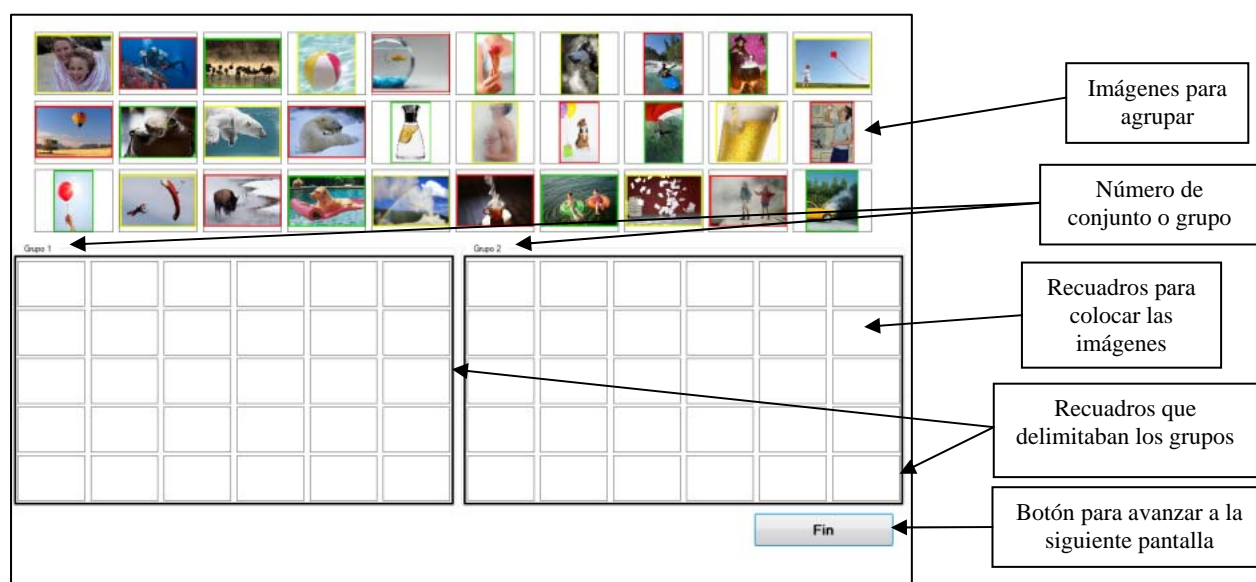 Imágenes para
agrupar
Número de
conjunto o grupo
Grupo 1
Grupo 2
Recuadros para
colocar las
imágenes
Recuadros que
delimitaban los grupos
Botón para avanzar a la
siguiente pantalla
Fin